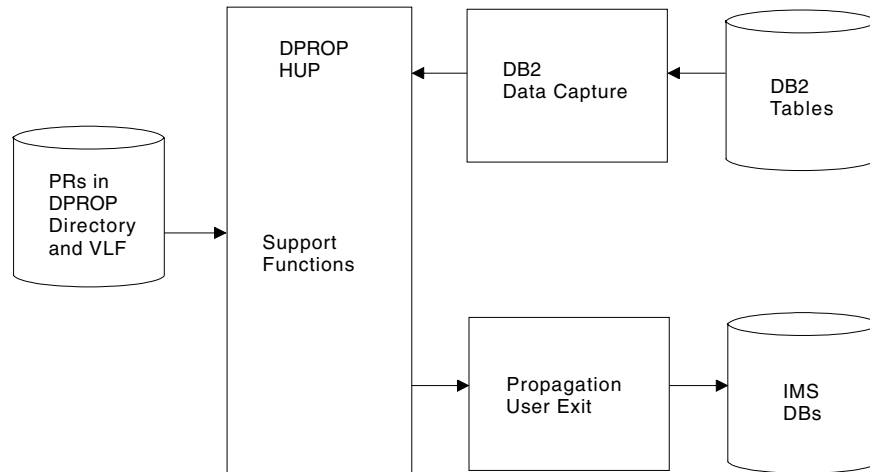 DPROP
HUP
DB2
Data Capture
DB2
Tables
PRs in
DPROP
Directory
and VLF
Support
Functions
Propagation
User Exit
IMS
DBs